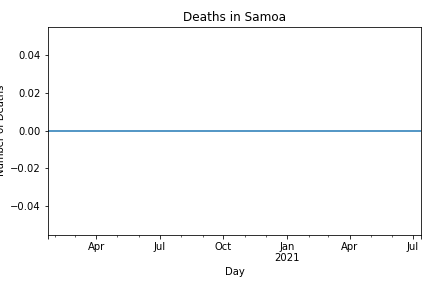 Deaths in Samoa
0.04
0.02
0.00
−0.02
−0.04
Number of Deaths
Apr
Jul
Oct
Jan
2021
Apr
Jul
Day